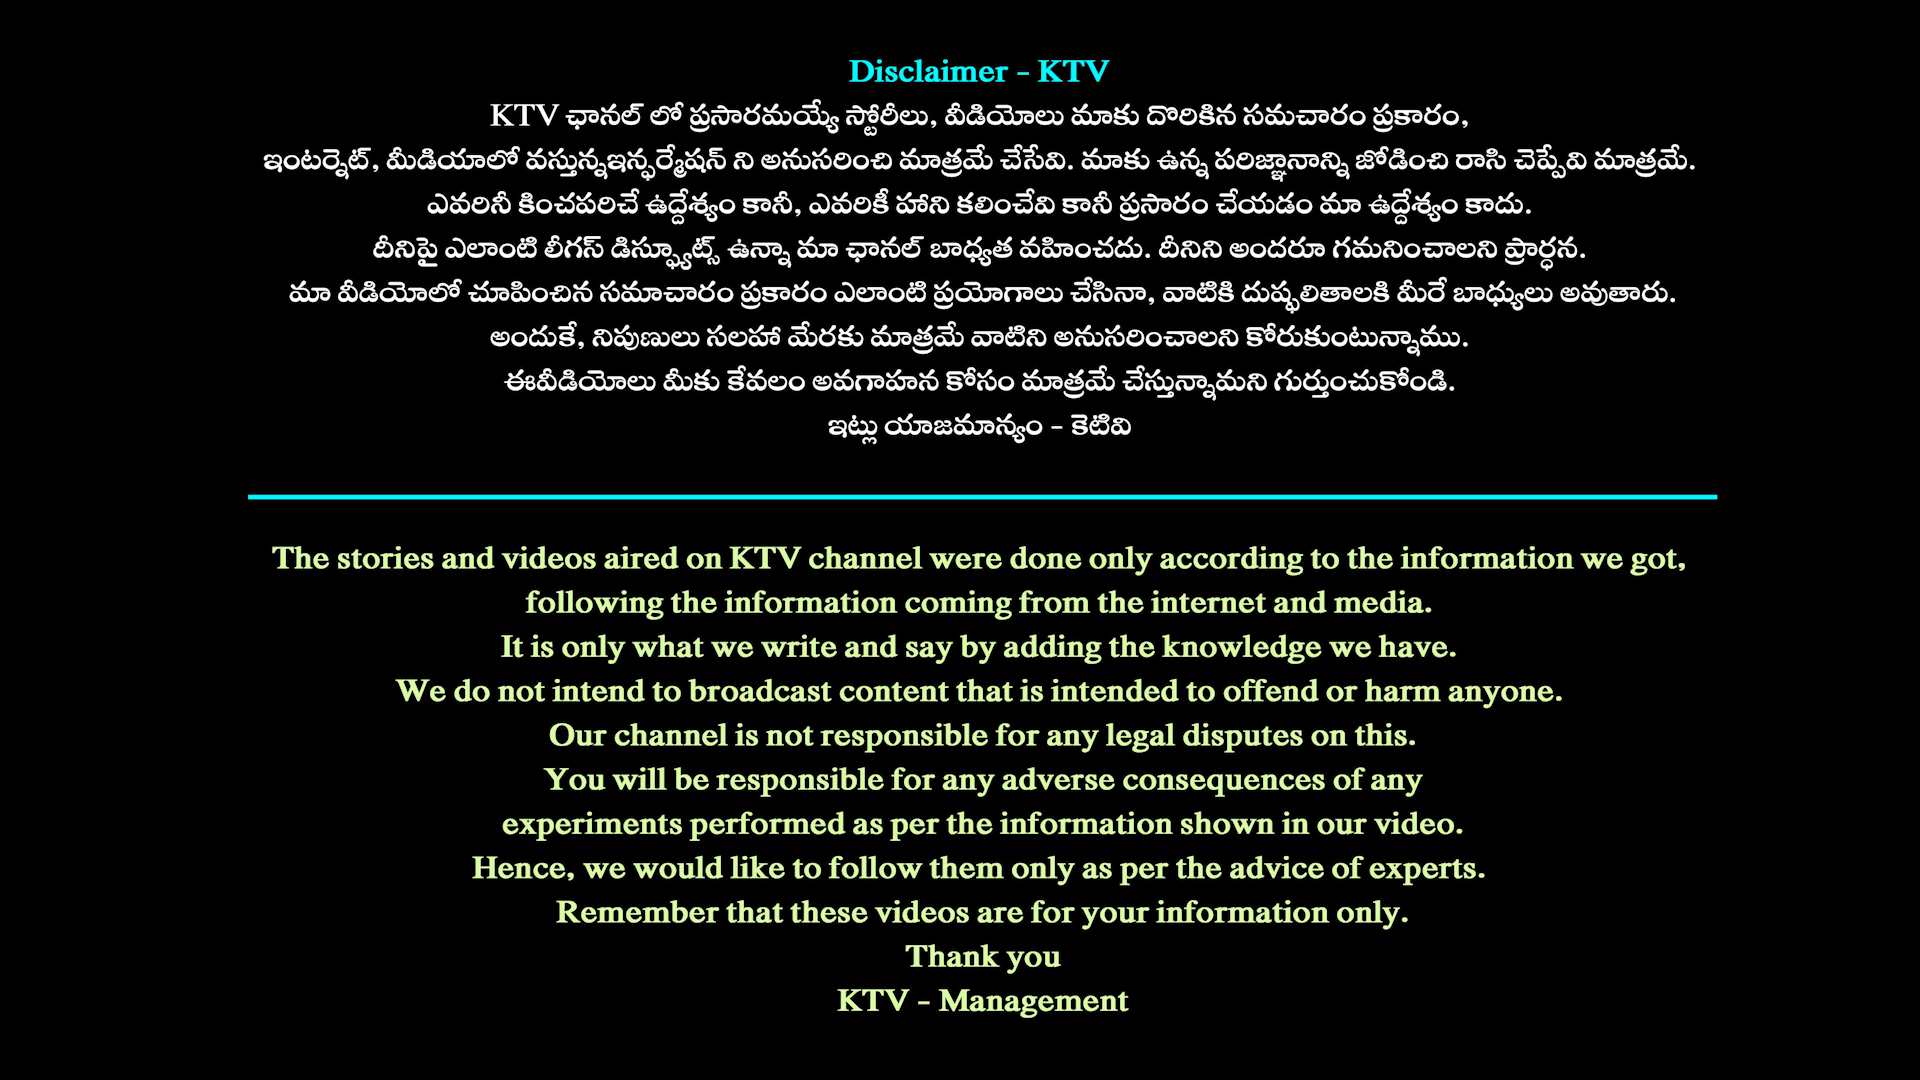 Disclaimer - KTV
KTV ఛానల్ లో ప్రసారమయ్యే స్టోరీలు, వీడియోలు మాకు దొరికిన సమచారం ప్రకారం,
ఇంటర్నెట్, మీడియాలో వస్తున్నఇన్ఫర్మేషన్ ని అనుసరించి మాత్రమే చేసేవి. మాకు ఉన్న పరిజ్ఞానాన్ని జోడించి రాసి చెప్పేవి మాత్రమే.
ఎవరినీ కించపరిచే ఉద్దేశ్యం కానీ, ఎవరికీ హాని కలించేవి కానీ ప్రసారం చేయడం మా ఉద్దేశ్యం కాదు.
దీనిపై ఎలాంటి లీగస్ డిస్ఫ్యూట్స్ ఉన్నా మా ఛానల్ బాధ్యత వహించదు. దీనిని అందరూ గమనించాలని ప్రార్ధన.
మా వీడియోలో చూపించిన సమాచారం ప్రకారం ఎలాంటి ప్రయోగాలు చేసినా, వాటికి దుష్ఫలితాలకి మీరే బాధ్యులు అవుతారు.
అందుకే, నిపుణులు సలహా మేరకు మాత్రమే వాటిని అనుసరించాలని కోరుకుంటున్నాము.
ఈవీడియోలు మీకు కేవలం అవగాహన కోసం మాత్రమే చేస్తున్నామని గుర్తుంచుకోండి.
ఇట్లు యాజమాన్యం - కెటివి
The stories and videos aired on KTV channel were done only according to the information we got,
following the information coming from the internet and media.
It is only what we write and say by adding the knowledge we have.
We do not intend to broadcast content that is intended to offend or harm anyone.
Our channel is not responsible for any legal disputes on this.
You will be responsible for any adverse consequences of any
experiments performed as per the information shown in our video.
Hence, we would like to follow them only as per the advice of experts.
Remember that these videos are for your information only.
Thank you
KTV - Management